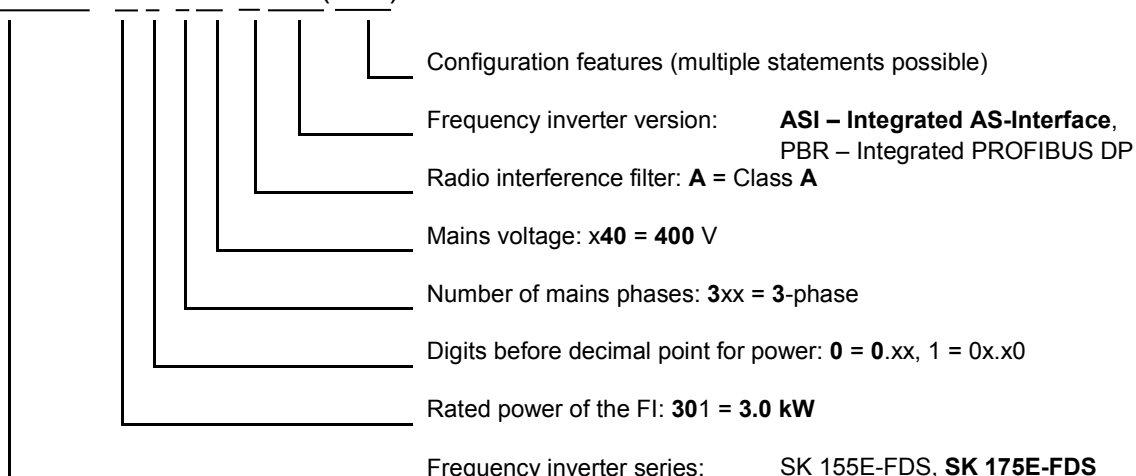 Configuration features (multiple statements possible)
Frequency inverter version: ASI – Integrated AS-Interface,
PBR – Integrated PROFIBUS DP
Radio interference filter: A = Class A
Mains voltage: x40 = 400 V
Number of mains phases: 3xx = 3-phase
Digits before decimal point for power: 0 = 0.xx, 1 = 0x.x0
Rated power of the FI: 301 = 3.0 kW
Frequency inverter series: SK 155E-FDS, SK 175E-FDS